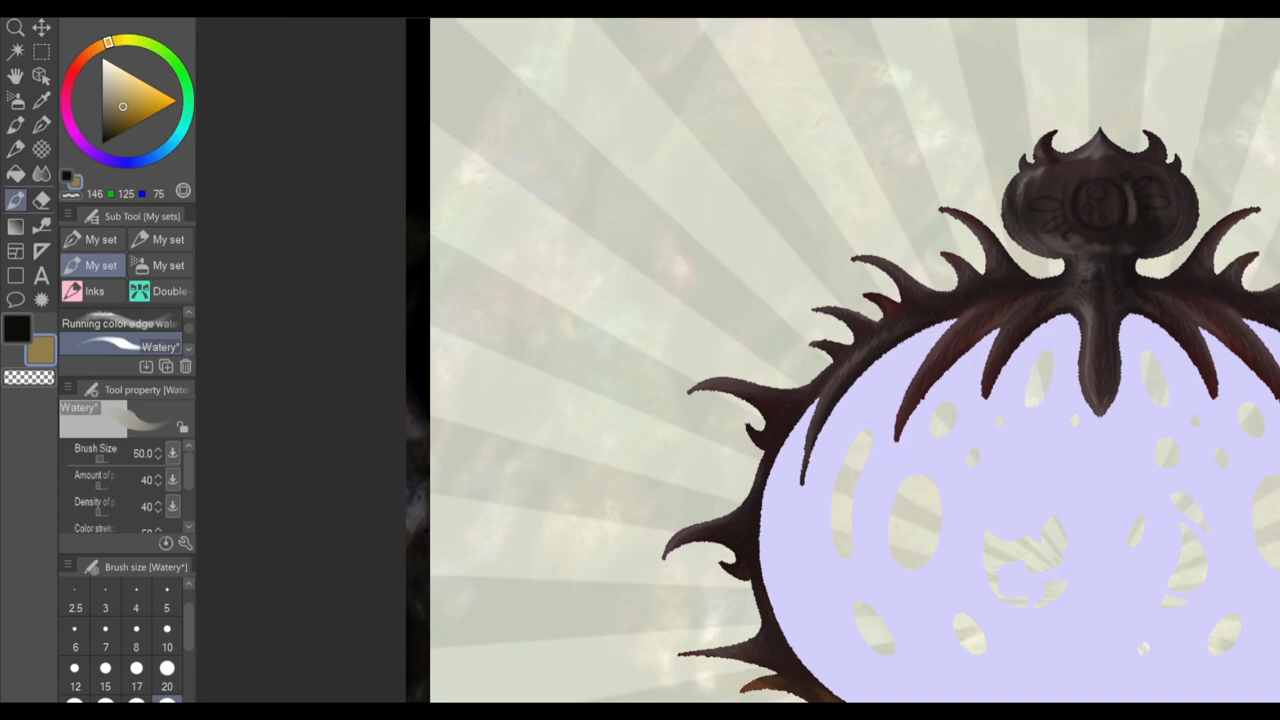 146 125 75
Sub Tool [My sets]
My set My set
My set My set
Inks Double-
Running color edge wate
Watery*
Tool property [Wate
Watery*
Brush Size 50.0
Amount of p 40
Density of p 40
Color stretc 50
Brush size [Watery*]
2.5 3 4 5
6 7 8 10
12 15 17 20